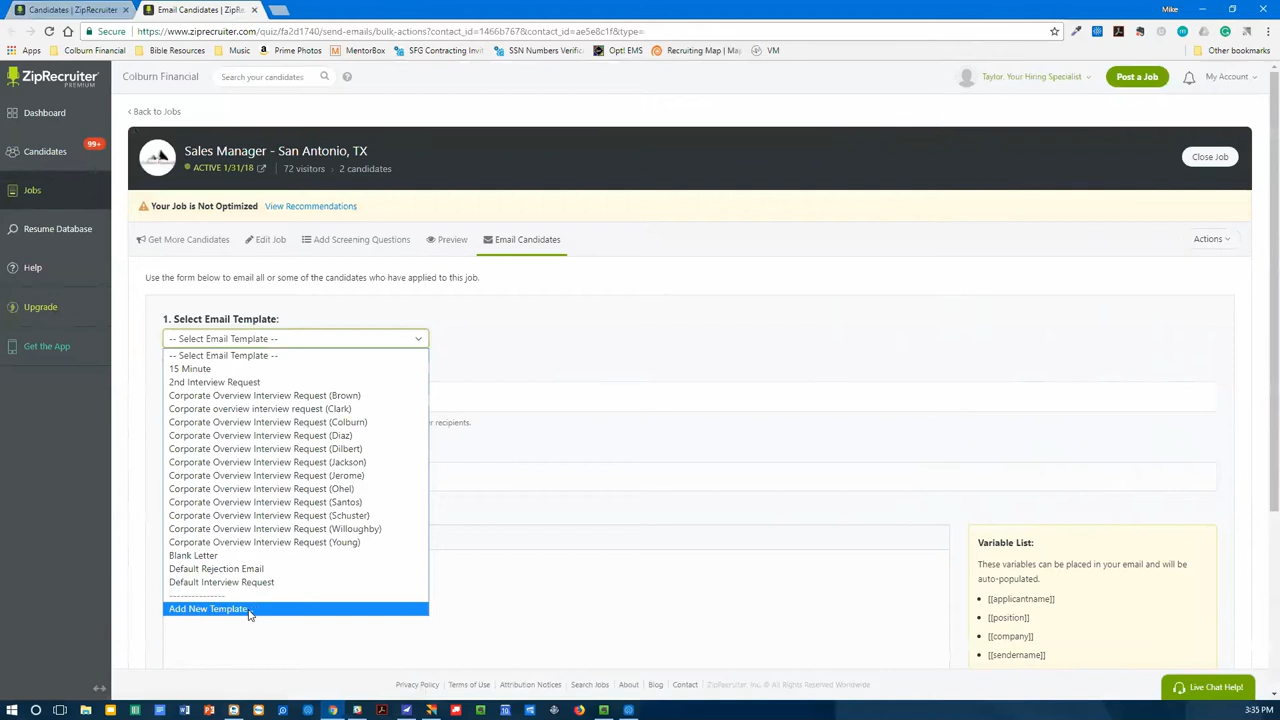 Candidates | ZipRecruiter
Email Candidates | ZipRe
Mike
Secure
https://www.ziprecruiter.com/quiz/fa2d1740/send-emails/bulk-actions?contact_id=1466b767&contact_id=ae5e8c1f&type=
Apps
Colburn Financial
Bible Resources
Music
Prime Photos
MentorBox
SFG Contracting Invit
SSN Numbers Verific
OptI EMS
Recruiting Map | Map
VM
Other bookmarks
ZipRecruiter
PREMIUM
Colburn Financial
Search your candidates
Taylor, Your Hiring Specialist
Post a Job
My Account
Dashboard
Candidates
99+
Jobs
Resume Database
Help
Upgrade
Get the App
‹ Back to Jobs
Sales Manager - San Antonio, TX
ACTIVE 1/31/18
72 visitors
2 candidates
Close Job
Your Job is Not Optimized View Recommendations
Get More Candidates
Edit Job
Add Screening Questions
Preview
Email Candidates
Actions
Use the form below to email all or some of the candidates who have applied to this job.
1. Select Email Template:
-- Select Email Template --
-- Select Email Template --
15 Minute
2nd Interview Request
Corporate Overview Interview Request (Brown)
Corporate overview interview request (Clark)
Corporate Overview Interview Request (Colburn)
Corporate Overview Interview Request (Diaz)
Corporate Overview Interview Request (Dilbert)
Corporate Overview Interview Request (Jackson)
Corporate Overview Interview Request (Jerome)
Corporate Overview Interview Request (Ohel)
Corporate Overview Interview Request (Santos)
Corporate Overview Interview Request (Schuster)
Corporate Overview Interview Request (Willoughby)
Corporate Overview Interview Request (Young)
Blank Letter
Default Rejection Email
Default Interview Request
--------------
Add New Template
recipients.
Variable List:
These variables can be placed in your email and will be
auto-populated.
[[applicantname]]
[[position]]
[[company]]
[[sendername]]
Privacy Policy
Terms of Use
Attribution Notices
Search Jobs
About
Blog
Contact
ZipRecruiter, Inc. © All Rights Reserved Worldwide
Live Chat Help!
3:35 PM